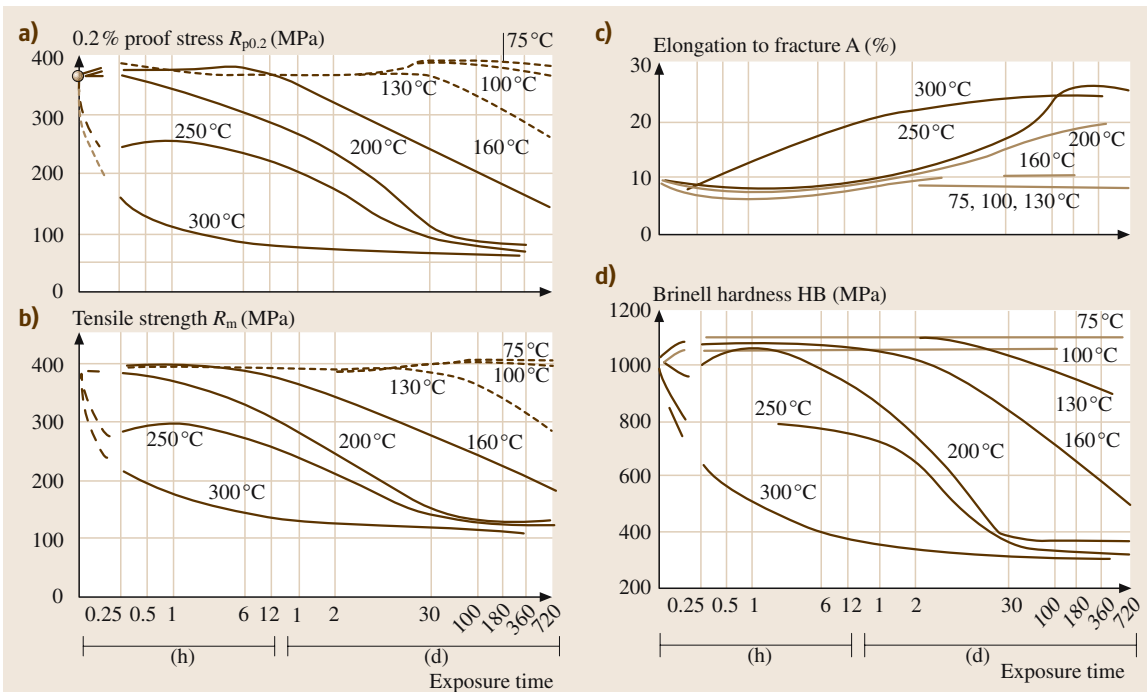 a) 0.2% proof stress Rp0.2 (MPa)
400
300
200
100
0
75 °C
100 °C
130 °C
160 °C
200 °C
250 °C
300 °C
b) Tensile strength Rm (MPa)
400
300
200
100
0
75 °C
100 °C
130 °C
160 °C
200 °C
250 °C
300 °C
0.25 0.5 1 6 12 1 2 30 100 180 360 720
(h) (d)
Exposure time
c) Elongation to fracture A (%)
30
20
10
0
300 °C
250 °C
200 °C
160 °C
75, 100, 130 °C
d) Brinell hardness HB (MPa)
1200
1000
800
600
400
200
75 °C
100 °C
130 °C
160 °C
200 °C
250 °C
300 °C
0.25 0.5 1 6 12 1 2 30 100 180 360 720
(h) (d)
Exposure time